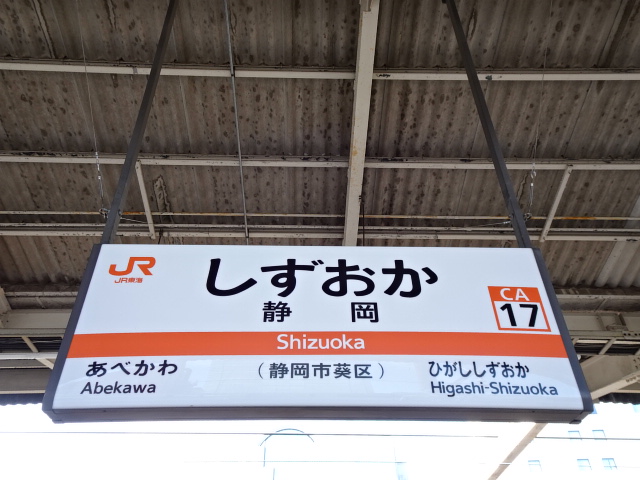 JR
JR東海
しずおか
静岡
CA
17
Shizuoka
あべかわ
Abekawa
(静岡市葵区)
ひがししずおか
Higashi-Shizuoka